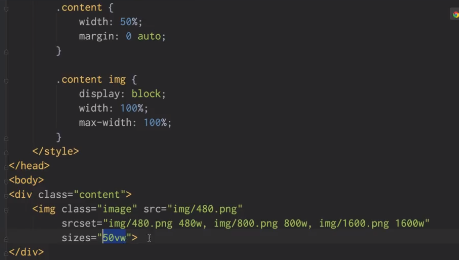 .content {
width: 50%;
margin: 0 auto;
}
.content img {
display: block;
width: 100%;
max-width: 100%;
}
</style>
</head>
<body>
<div class="content">
<img class="image" src="img/480.png"
srcset="img/480.png 480w, img/800.png 800w, img/1600.png 1600w"
sizes="50vw">
</div>